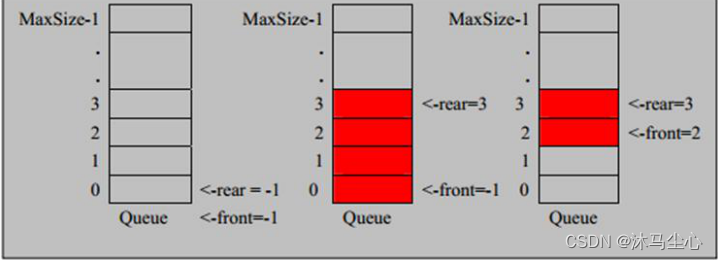 MaxSize-1 MaxSize-1 MaxSize-1
. . .
. . .
3 3 <-rear=3 3 <-rear=3
2 2 2 <-front=2
1 1 1
0 <-rear = -1 0 <-front=-1 0
Queue <-front=-1 Queue Queue
CSDN @沐马尘心